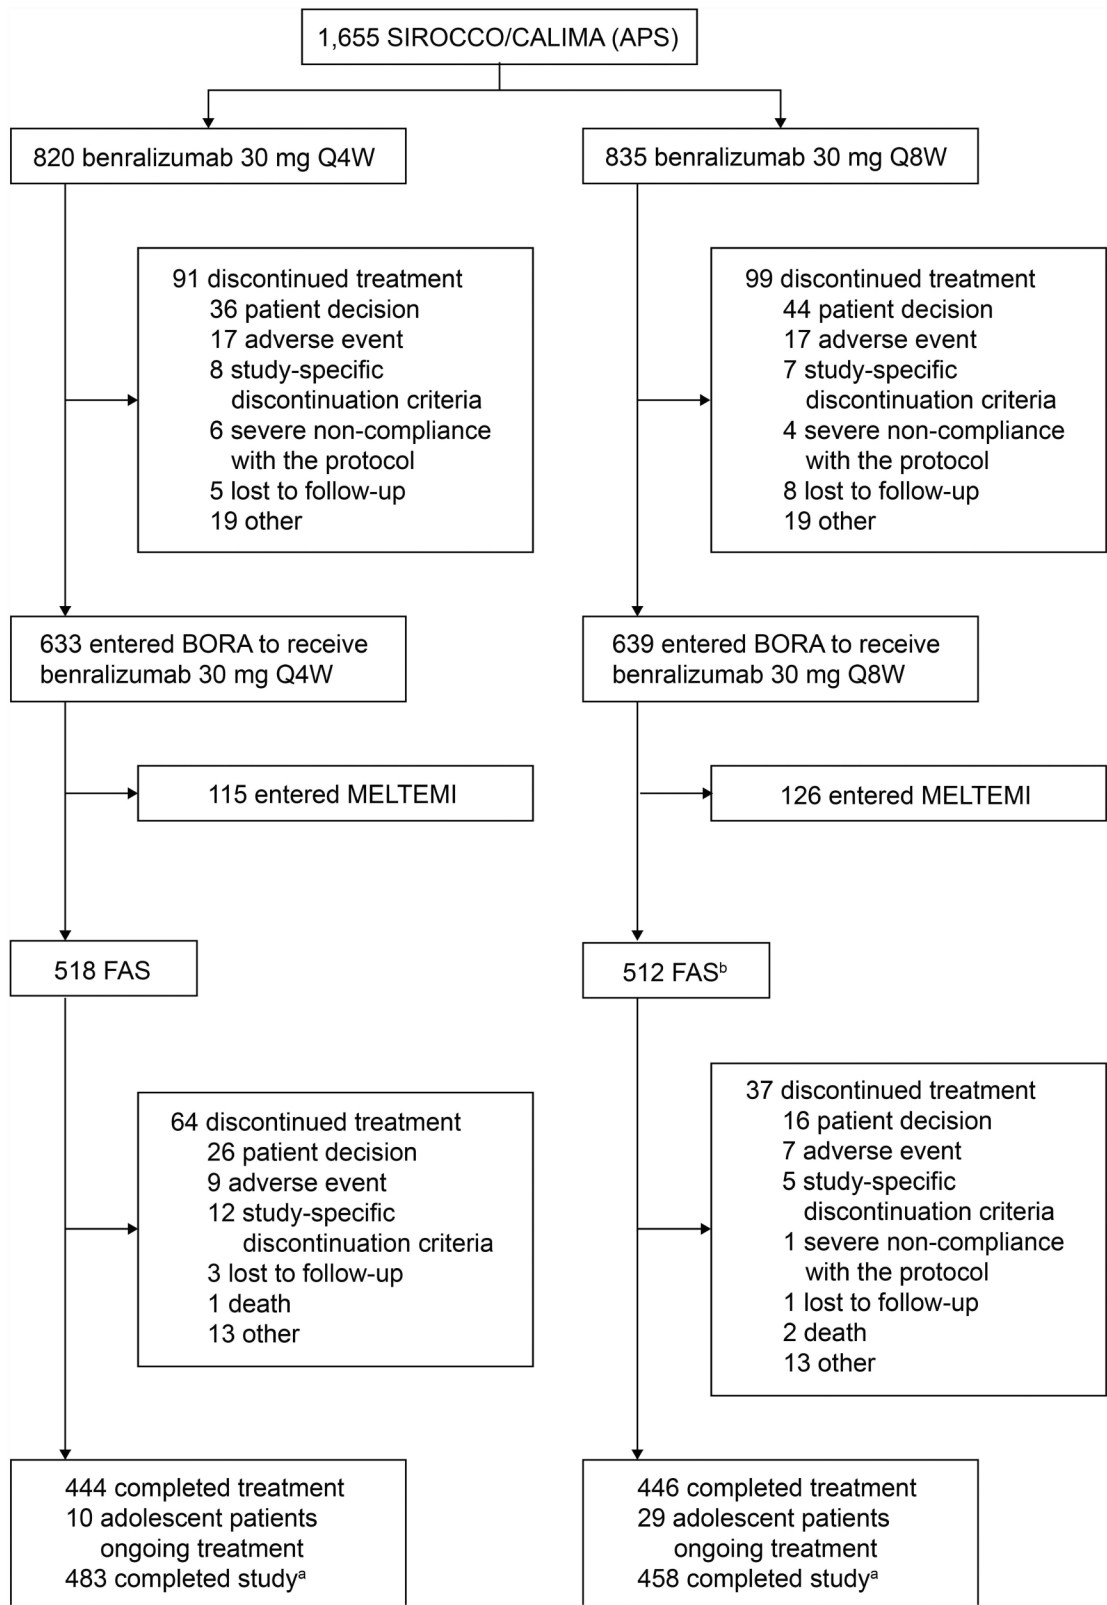 1,655 SIROCCO/CALIMA (APS)
820 benralizumab 30 mg Q4W
835 benralizumab 30 mg Q8W
91 discontinued treatment
36 patient decision
17 adverse event
8 study-specific
discontinuation criteria
6 severe non-compliance
with the protocol
5 lost to follow-up
19 other
99 discontinued treatment
44 patient decision
17 adverse event
7 study-specific
discontinuation criteria
4 severe non-compliance
with the protocol
8 lost to follow-up
19 other
633 entered BORA to receive
benralizumab 30 mg Q4W
639 entered BORA to receive
benralizumab 30 mg Q8W
115 entered MELTEMI
126 entered MELTEMI
518 FAS
512 FASᵇ
64 discontinued treatment
26 patient decision
9 adverse event
12 study-specific
discontinuation criteria
3 lost to follow-up
1 death
13 other
37 discontinued treatment
16 patient decision
7 adverse event
5 study-specific
discontinuation criteria
1 severe non-compliance
with the protocol
1 lost to follow-up
2 death
13 other
444 completed treatment
10 adolescent patients
ongoing treatment
483 completed studyᵃ
446 completed treatment
29 adolescent patients
ongoing treatment
458 completed studyᵃ